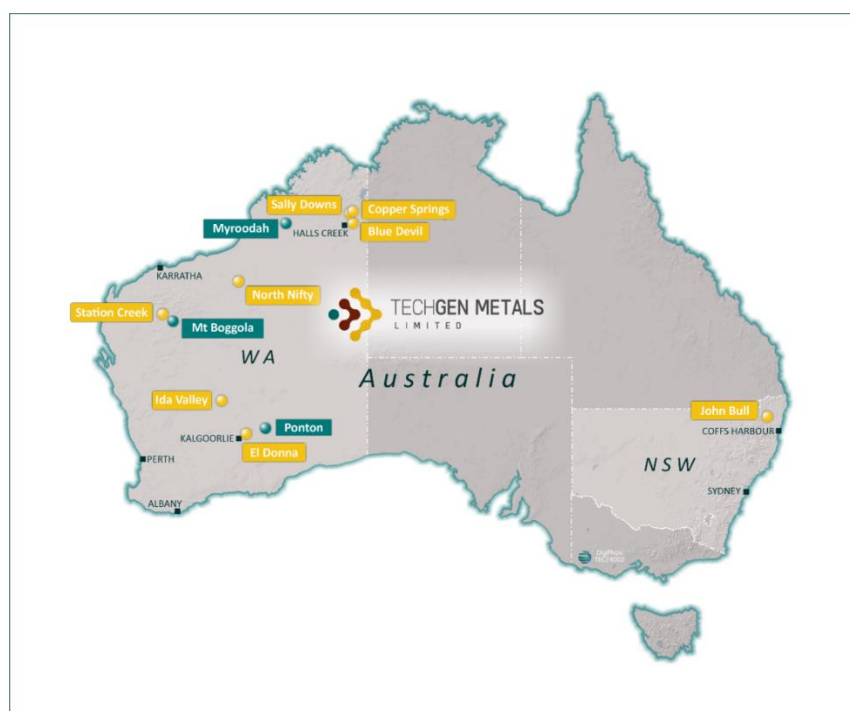 Sally Downs
Copper Springs
Myroodah
HALLS CREEK
Blue Devil
KARRATHA
North Nifty
TECHGEN METALS
LIMITED
Station Creek
Mt Boggola
WA
Australia
Ida Valley
John Bull
Ponton
KALGOORLIE
COFFS HARBOUR
El Donna
PERTH
NSW
SYDNEY
ALBANY
DigiMaps